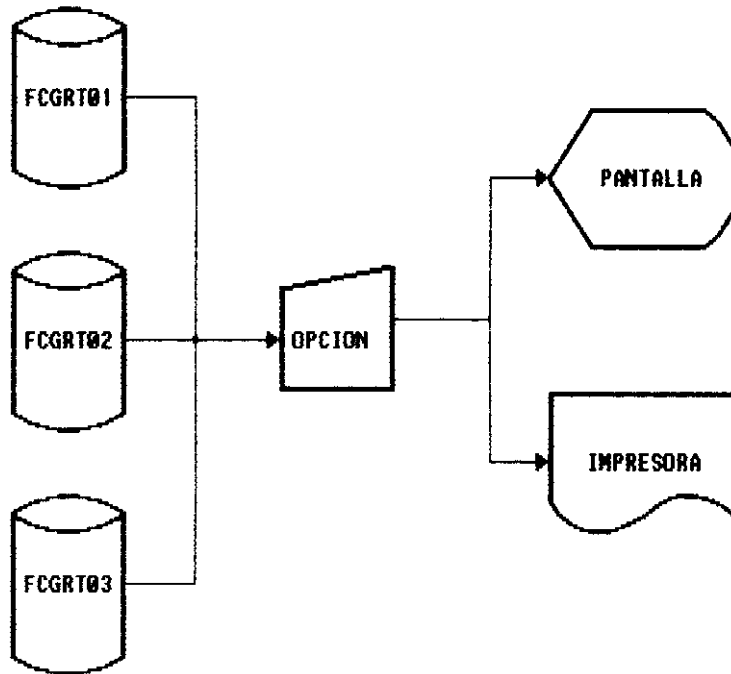 FCGRT01
PANTALLA
FCGRT02
OPCION
IMPRESORA
FCGRT03